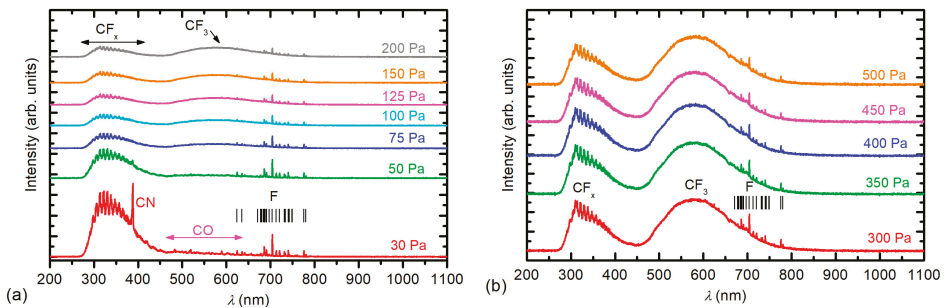 CFₓ
CF₃
200 Pa
150 Pa
125 Pa
100 Pa
75 Pa
50 Pa
F
CN
CO
30 Pa
Intensity (arb. units)
200 300 400 500 600 700 800 900 1000 1100
λ (nm)
(a)
500 Pa
450 Pa
400 Pa
350 Pa
F
CFₓ
CF₃
300 Pa
Intensity (arb. units)
200 300 400 500 600 700 800 900 1000 1100
λ (nm)
(b)